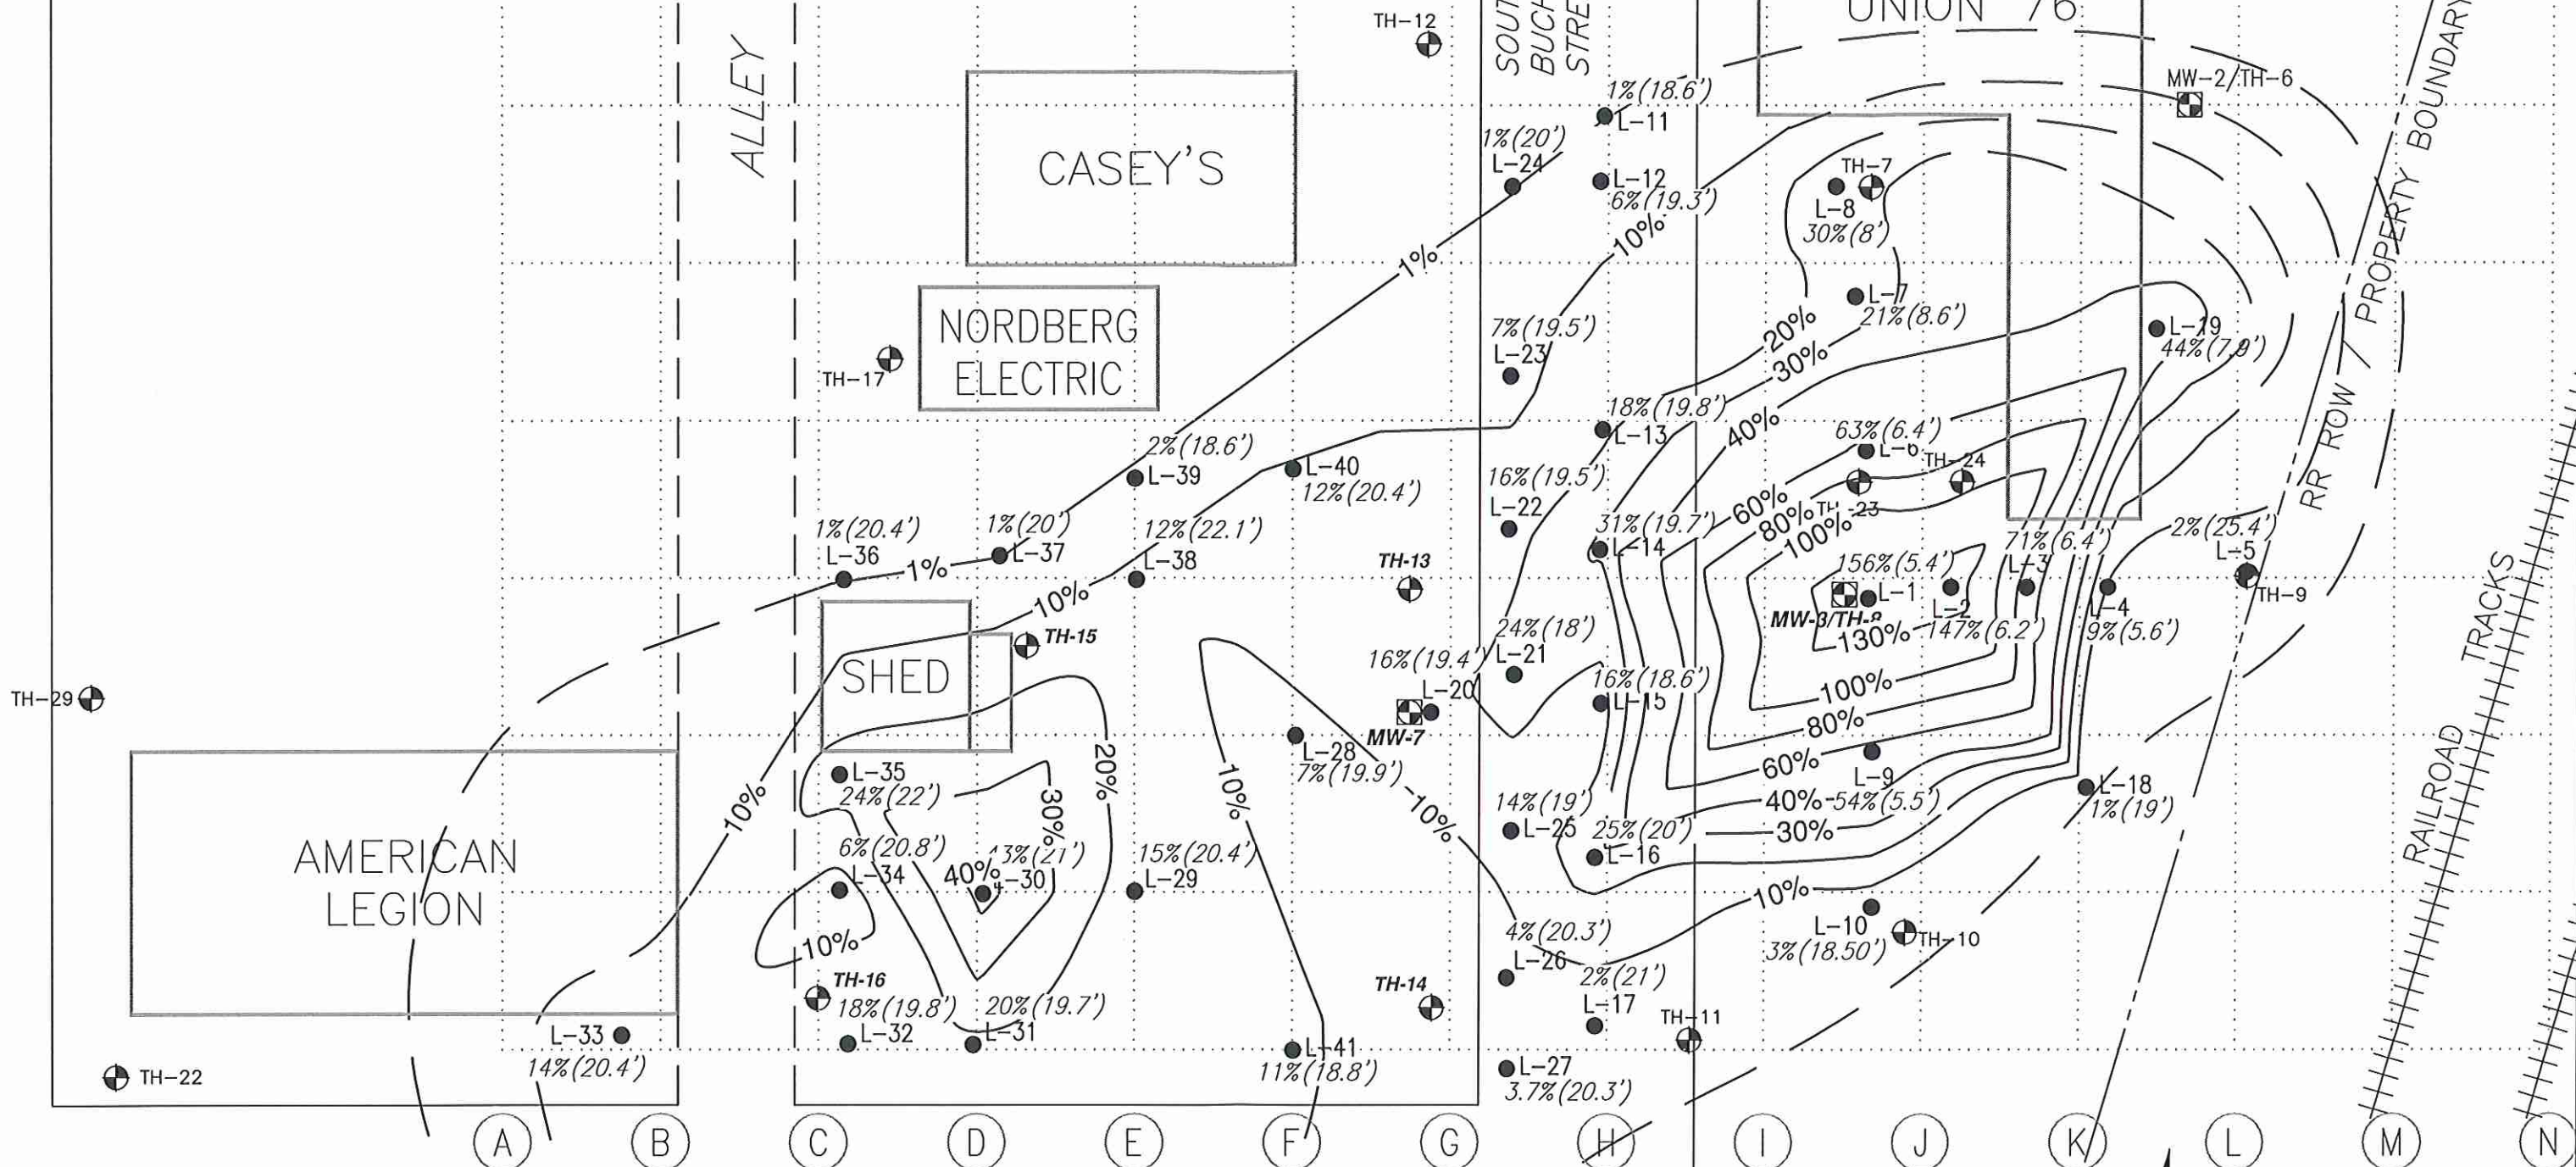 TH-12
SOUT
BUCH
STRE
UNION 76
MW-2/TH-6
ALLEY
1%(18.6')
L-11
CASEY'S
1%(20')
L-24
L-12
6%(19.3')
TH-7
L-8
30%(8')
10%
1%
NORDBERG
ELECTRIC
TH-17
7%(19.5')
L-23
L-7
21%(8.6')
20%
30%
L-19
44%(7.9')
RR ROW / PROPERTY BOUNDARY
18%(19.8')
L-13
40%
63%(6.4')
L-6
TH-24
2%(18.6')
L-39
L-40
12%(20.4')
16%(19.5')
L-22
60%
80%
100%
1%(20.4')
L-36
1%(20')
L-37
12%(22.1')
L-38
31%(19.7')
L-14
71%(6.4')
L-3
2%(25.4')
L-5
TH-9
1%
10%
TH-13
156%(5.4')
L-1
L-2
147%(6.2')
L-4
9%(5.6')
130%
TH-15
SHED
24%(18')
L-21
16%(19.4')
L-20
MW-7
16%(18.6')
L-15
100%
80%
60%
TH-29
L-28
7%(19.9')
L-9
54%(5.5')
L-35
24%(22')
20%
30%
10%
10%
10%
14%(19')
L-25
25%(20')
L-16
40%
30%
L-18
1%(19')
RAILROAD TRACKS
AMERICAN
LEGION
6%(20.8')
L-34
40%
15%(20.4')
L-29
10%
10%
L-10
3%(18.50')
TH-10
4%(20.3')
L-26
TH-16
18%(19.8')
L-32
20%(19.7')
L-31
TH-14
2%(21')
L-17
TH-11
L-33
14%(20.4')
L-41
11%(18.8')
L-27
3.7%(20.3')
TH-22
A B C D E F G H I J K L M N